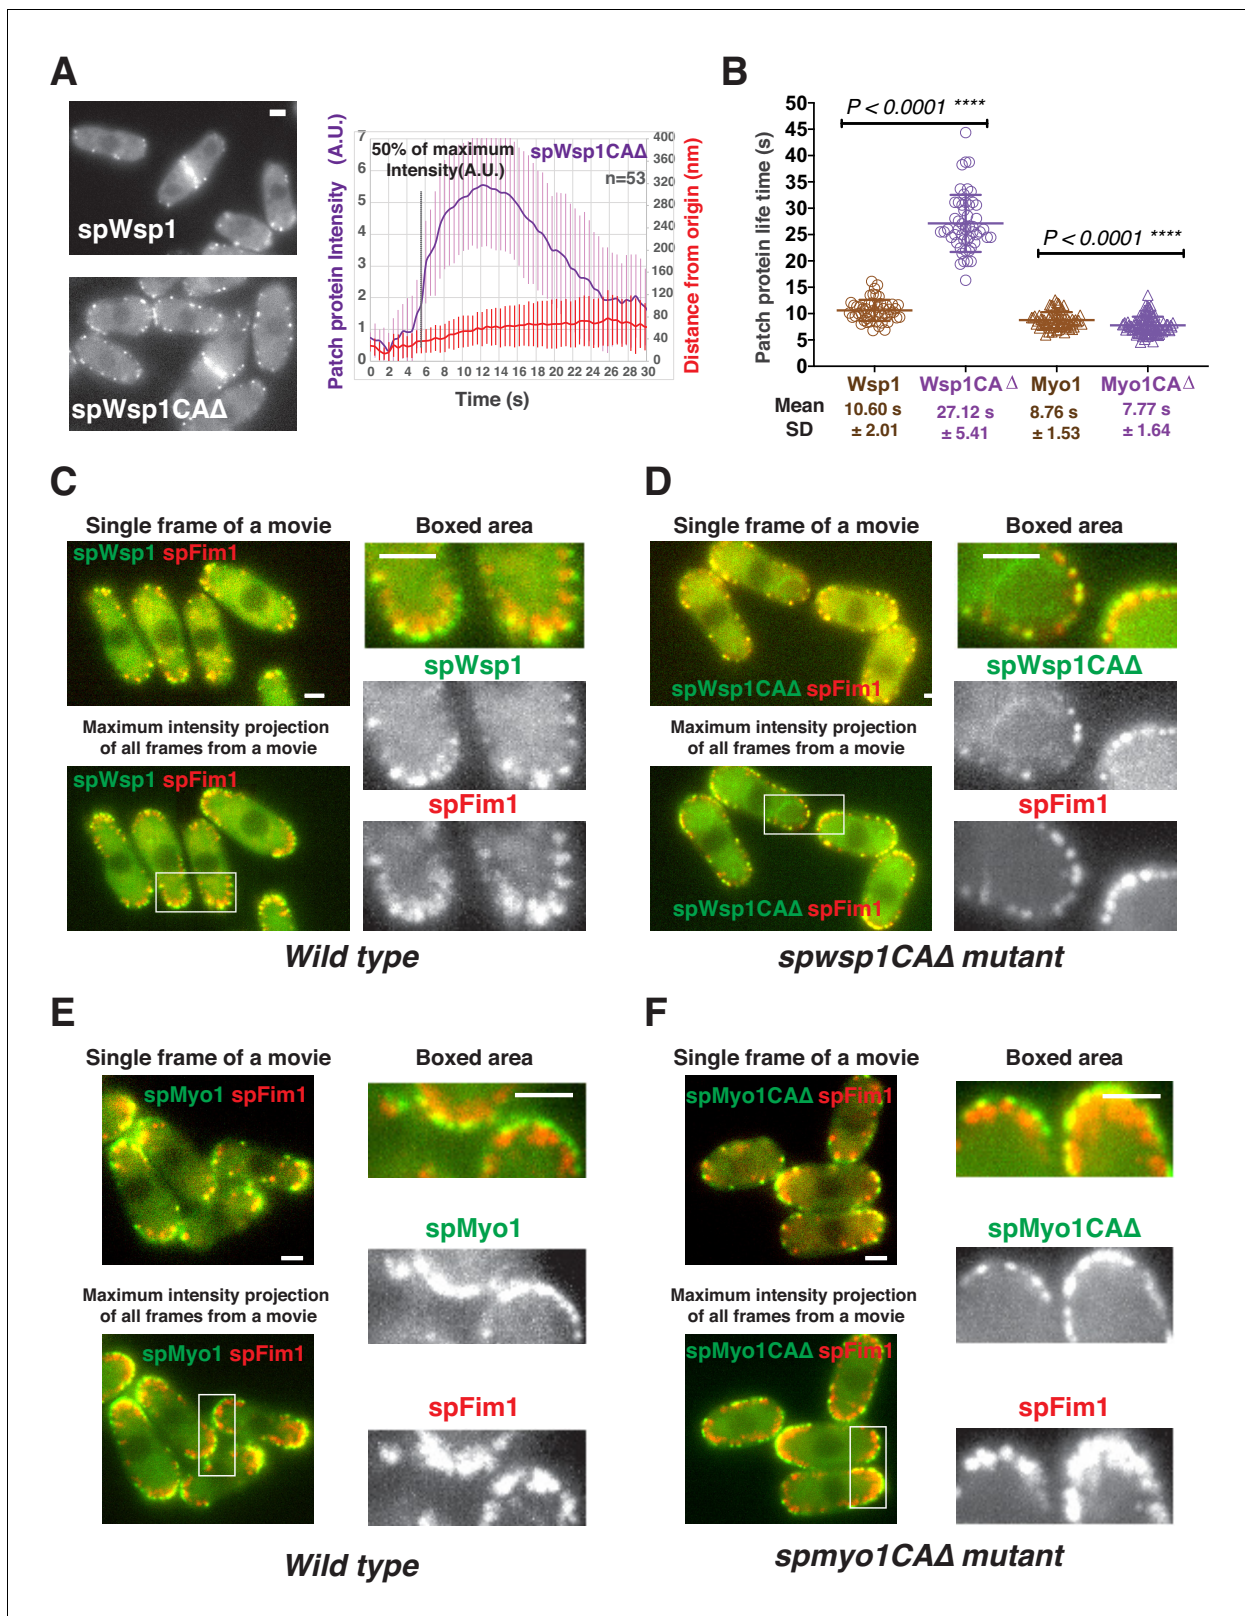 A
spWsp1
spWsp1CAΔ
Patch protein Intensity (A.U.)
7
6
5
4
3
2
1
0
50% of maximum
Intensity(A.U.)
spWsp1CAΔ
n=53
400
360
320
280
240
200
160
120
80
40
0
Distance from origin (nm)
0 2 4 6 8 10 12 14 16 18 20 22 24 26 28 30
Time (s)
B
Patch protein life time (s)
50
45
40
35
30
25
20
15
10
5
0
P < 0.0001 ****
P < 0.0001 ****
Wsp1 Wsp1CAΔ Myo1 Myo1CAΔ
Mean 10.60 s 27.12 s 8.76 s 7.77 s
SD ± 2.01 ± 5.41 ± 1.53 ± 1.64
C
Single frame of a movie
spWsp1 spFim1
Maximum intensity projection
of all frames from a movie
spWsp1 spFim1
Boxed area
spWsp1
spFim1
Wild type
D
Single frame of a movie
spWsp1CAΔ spFim1
Maximum intensity projection
of all frames from a movie
spWsp1CAΔ spFim1
Boxed area
spWsp1CAΔ
spFim1
spwsp1CAΔ mutant
E
Single frame of a movie
spMyo1 spFim1
Maximum intensity projection
of all frames from a movie
spMyo1 spFim1
Boxed area
spMyo1
spFim1
Wild type
F
Single frame of a movie
spMyo1CAΔ spFim1
Maximum intensity projection
of all frames from a movie
spMyo1CAΔ spFim1
Boxed area
spMyo1CAΔ
spFim1
spmyo1CAΔ mutant